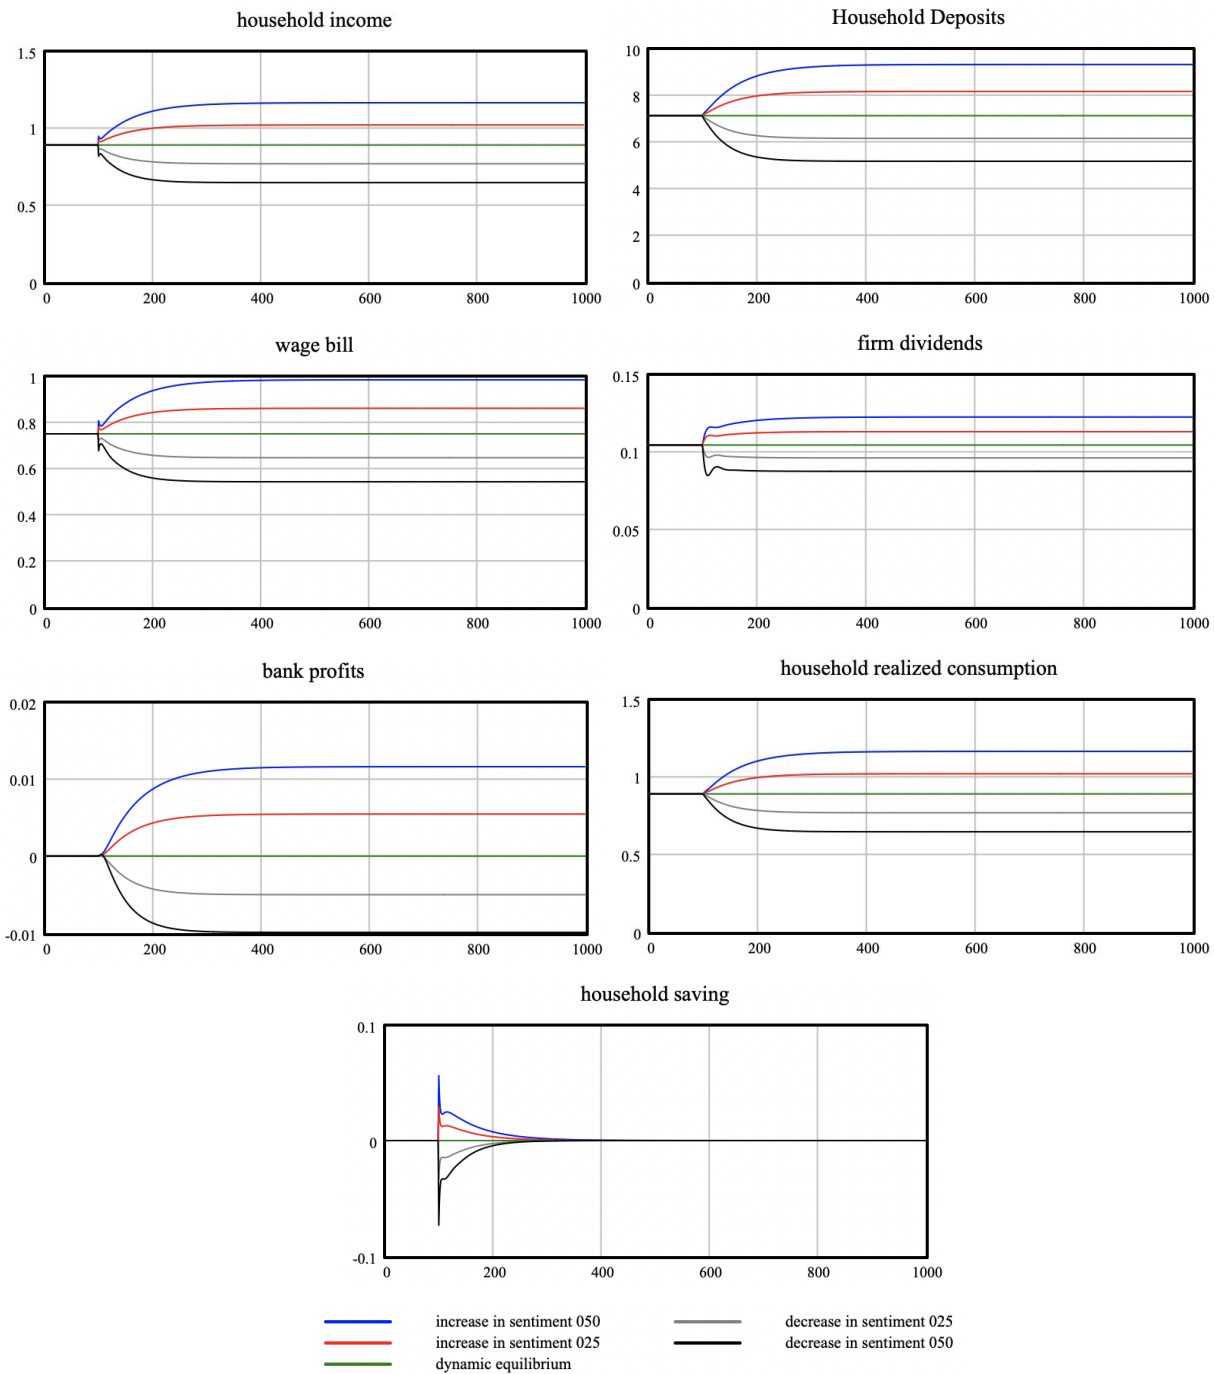 household income
1.5
1
0.5
0
0 200 400 600 800 1000
Household Deposits
10
8
6
4
2
0
0 200 400 600 800 1000
wage bill
1
0.8
0.6
0.4
0.2
0
0 200 400 600 800 1000
firm dividends
0.15
0.1
0.05
0
0 200 400 600 800 1000
bank profits
0.02
0.01
0
-0.01
0 200 400 600 800 1000
household realized consumption
1.5
1
0.5
0
0 200 400 600 800 1000
household saving
0.1
0
-0.1
0 200 400 600 800 1000
increase in sentiment 050
increase in sentiment 025
dynamic equilibrium
decrease in sentiment 025
decrease in sentiment 050